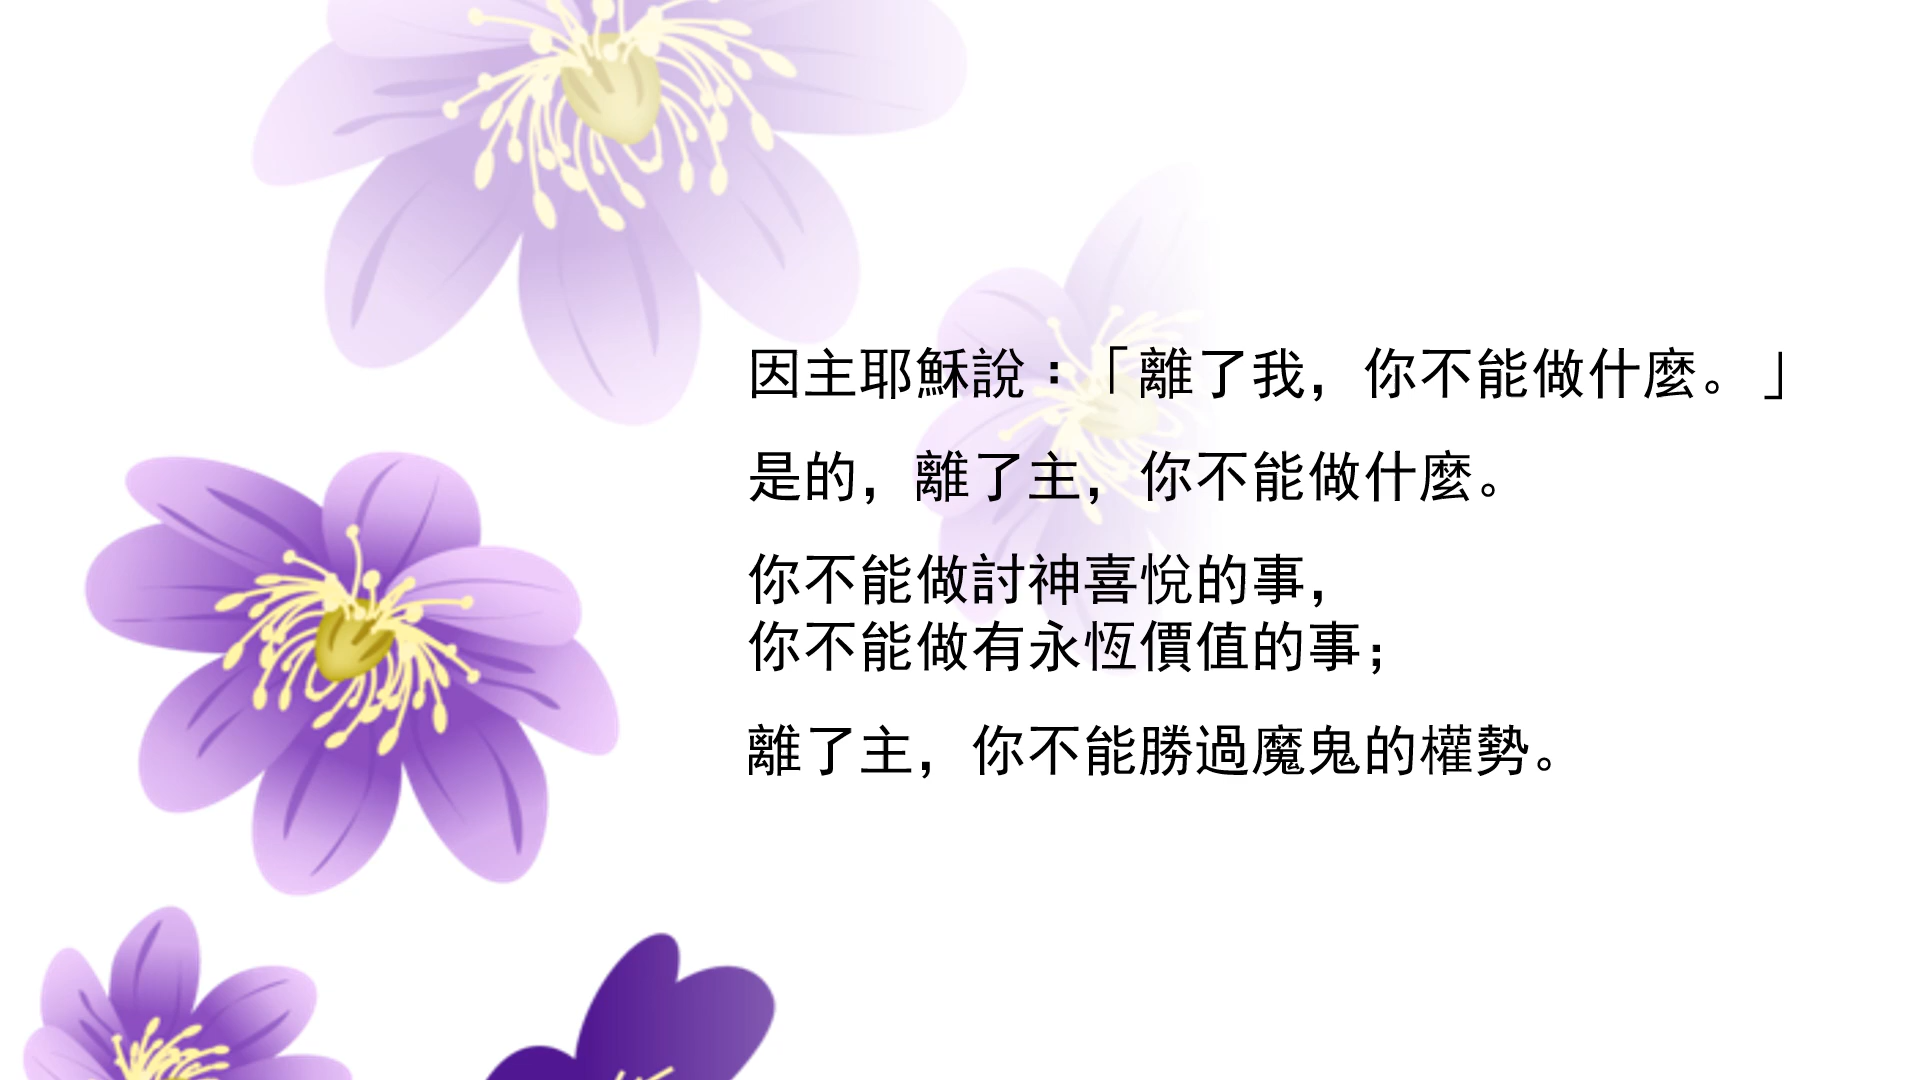 因主耶穌說：「離了我，你不能做什麼。」
是的，離了主，你不能做什麼。
你不能做討神喜悅的事，
你不能做有永恆價值的事；
離了主，你不能勝過魔鬼的權勢。